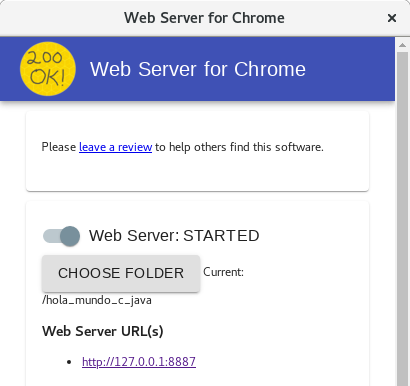 Web Server for Chrome
200
OK!
Web Server for Chrome
Please leave a review to help others find this software.
Web Server: STARTED
CHOOSE FOLDER Current:
/hola_mundo_c_java
Web Server URL(s)
http://127.0.0.1:8887